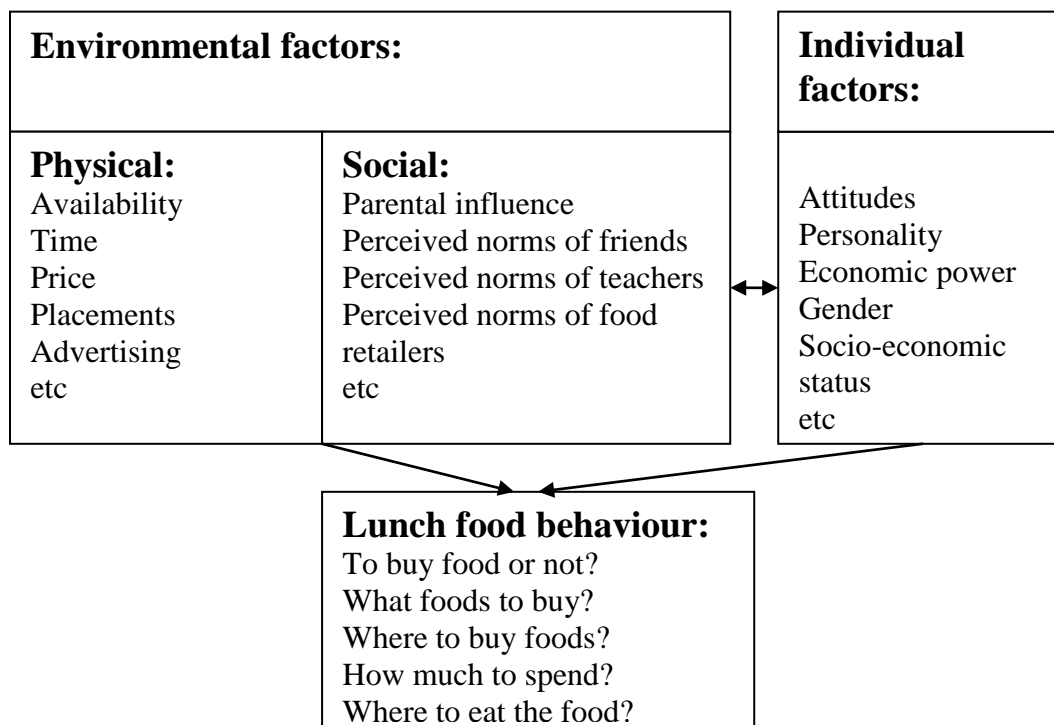 Environmental factors:
Individual
factors:
Physical:
Availability
Time
Price
Placements
Advertising
etc
Social:
Parental influence
Perceived norms of friends
Perceived norms of teachers
Perceived norms of food
retailers
etc
Attitudes
Personality
Economic power
Gender
Socio-economic
status
etc
Lunch food behaviour:
To buy food or not?
What foods to buy?
Where to buy foods?
How much to spend?
Where to eat the food?